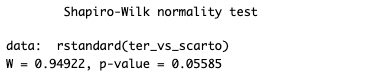 Shapiro-Wilk normality test
data:  rstandard(ter_vs_scarto)
W = 0.94922, p-value = 0.05585